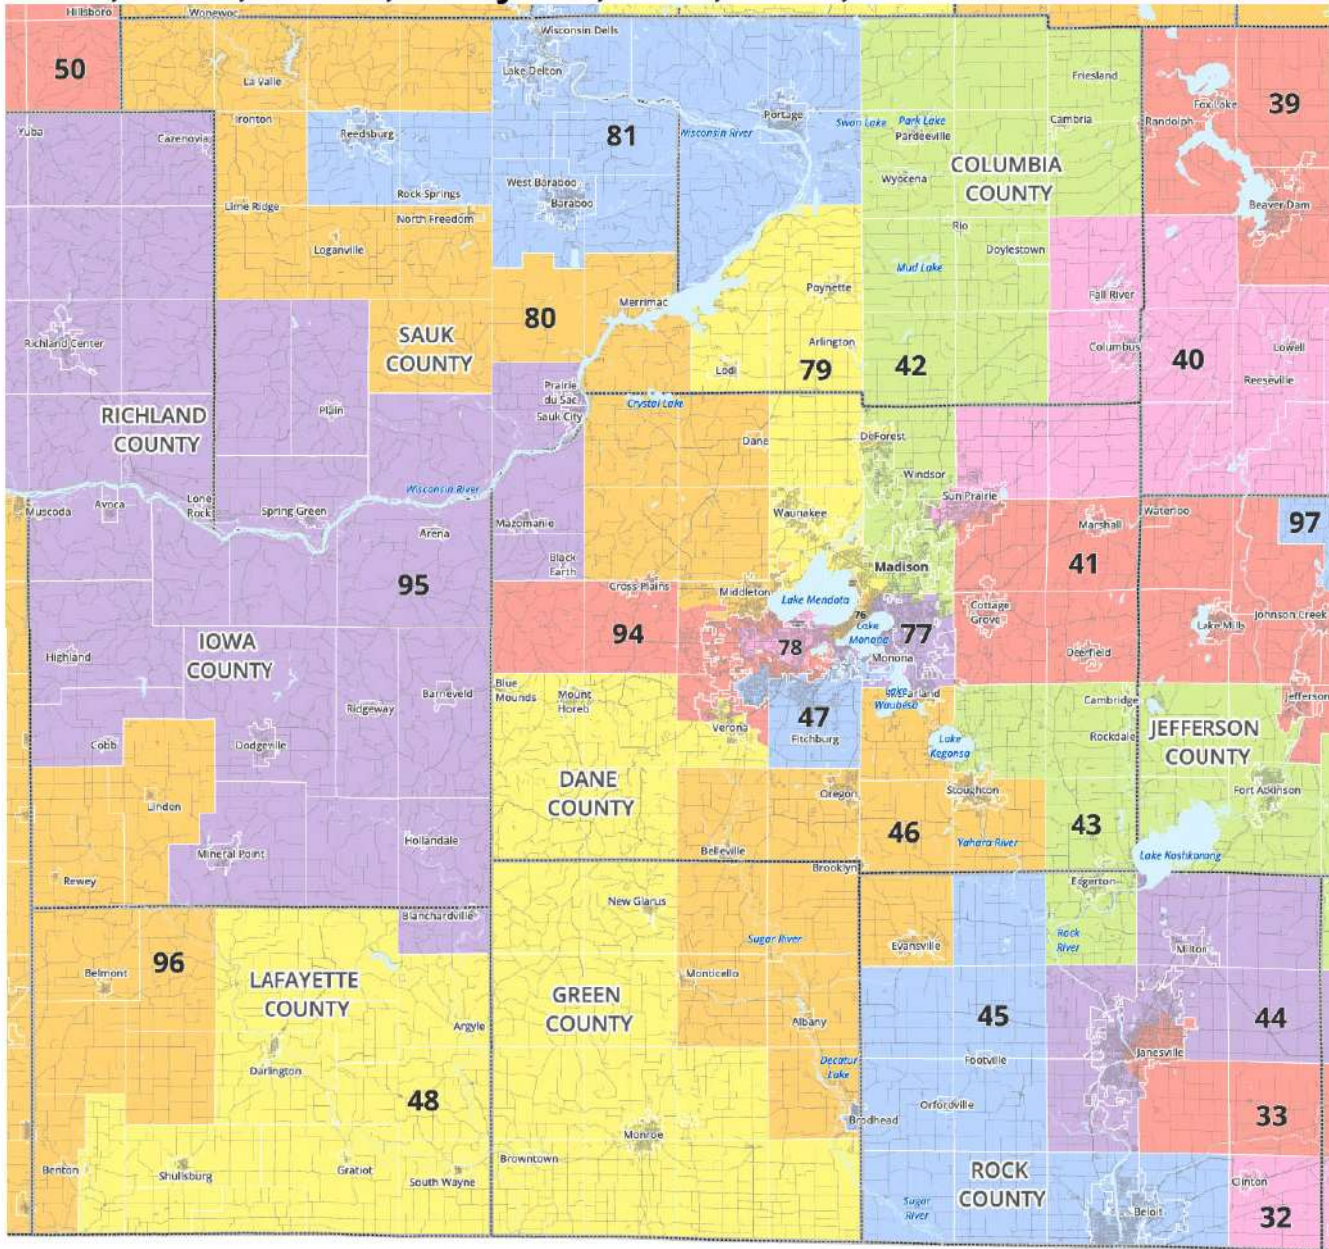 Hillsboro
Wonewoc
Wisconsin Dells
50
La Valle
Lake Delton
Friesland
39
Fox Lake
Yuba
Cazenovia
Ironton
Reedsburg
81
Wisconsin River
Portage
Swan Lake
Park Lake
Pardeeville
Cambria
Randolph
COLUMBIA
COUNTY
Wyocena
West Baraboo
Baraboo
Rock Springs
Lime Ridge
North Freedom
Beaver Dam
Loganville
Rio
Doylestown
Mud Lake
Poynette
Fall River
Merrimac
80
SAUK
COUNTY
Richland Center
Arlington
Columbus
Lowell
40
42
79
Lodi
Reeseville
Prairie
du Sac
Sauk City
Crystal Lake
Plain
RICHLAND
COUNTY
Dane
DeForest
Windsor
Wisconsin River
Sun Prairie
Muscoda
Avoca
Lone
Rock
Spring Green
Arena
Mazomanie
Waunakee
Marshall
Waterloo
97
Black
Earth
Madison
41
95
Cross Plains
Middleton
Lake Mendota
Cottage
Grove
76
Lake
Monona
77
Johnson Creek
Lake Mills
94
78
Monona
Deerfield
IOWA
COUNTY
Highland
Barneveld
Ridgeway
Blue
Mounds
Mount
Horeb
Lake
Waubesa
Cambridge
Jefferson
47
Fitchburg
Verona
Lake
Kegonsa
Rockdale
JEFFERSON
COUNTY
Cobb
Dodgeville
DANE
COUNTY
Oregon
Stoughton
Fort Atkinson
Linden
46
43
Yahara River
Hollandale
Mineral Point
Belleville
Lake Koshkonong
Brooklyn
Rewey
Edgerton
New Glarus
Blanchardville
Sugar River
Evansville
Rock
River
Milton
96
Belmont
LAFAYETTE
COUNTY
Monticello
GREEN
COUNTY
45
44
Argyle
Albany
Janesville
Footville
Darlington
Decatur
Lake
48
Orfordville
33
Brodhead
Monroe
Browntown
Benton
Shullsburg
Gratiot
South Wayne
ROCK
COUNTY
Clinton
Sugar
River
Beloit
32